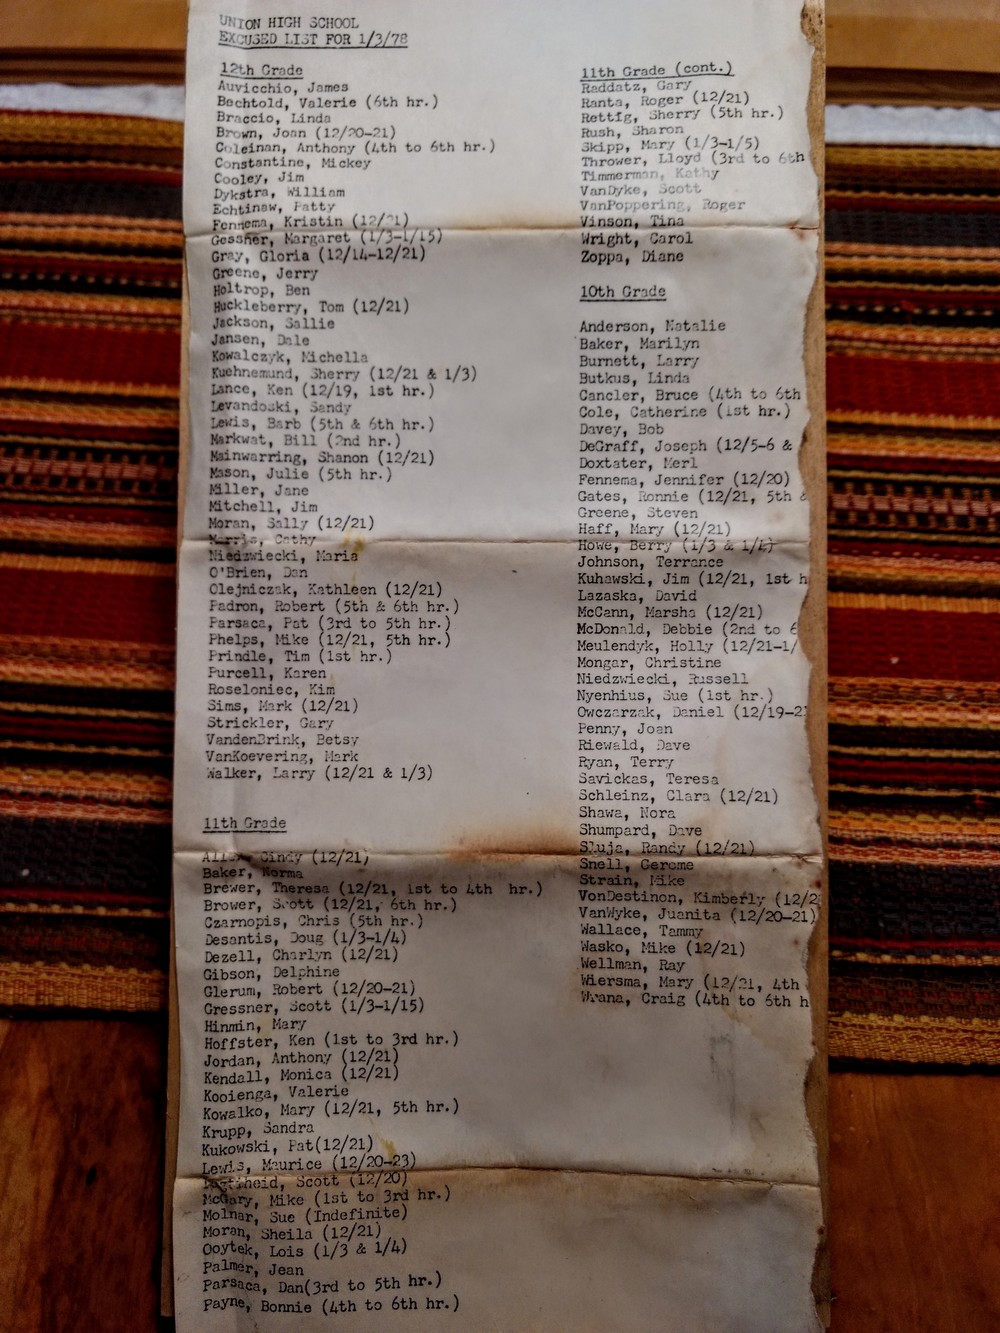 UNION HIGH SCHOOL
EXCUSED LIST FOR 1/3/78
12th Grade
Auvicchio, James
Bechtold, Valerie (6th hr.)
Braccio, Linda
Brown, Joan (12/20-21)
Coleinan, Anthony (4th to 6th hr.)
Constantine, Mickey
Cooley, Jim
Dykstra, William
Echtinaw, Patty
Fennema, Kristin (12/21)
Gessner, Margaret (1/3-1/15)
Gray, Gloria (12/14-12/21)
Greene, Jerry
Holtrop, Ben
Huckleberry, Tom (12/21)
Jackson, Sallie
Jansen, Dale
Kowalczyk, Michella
Kuehnemund, Sherry (12/21 & 1/3)
Lance, Ken (12/19, 1st hr.)
Levandoski, Sandy
Lewis, Barb (5th & 6th hr.)
Markwat, Bill (2nd hr.)
Mainwarring, Shanon (12/21)
Mason, Julie (5th hr.)
Miller, Jane
Mitchell, Jim
Moran, Sally (12/21)
Cathy
Niedzwiecki, Maria
O'Brien, Dan
Olejniczak, Kathleen (12/21)
Padron, Robert (5th & 6th hr.)
Parsaca, Pat (3rd to 5th hr.)
Phelps, Mike (12/21, 5th hr.)
Prindle, Tim (1st hr.)
Purcell, Karen
Roseloniec, Kim
Sims, Mark (12/21)
Strickler, Gary
VandenBrink, Betsy
VanKoevering, Mark
Walker, Larry (12/21 & 1/3)
11th Grade
Cindy (12/21)
Baker, Norma
Brewer, Theresa (12/21, 1st to 4th hr.)
Brower, Scott (12/21, 6th hr.)
Czarnopis, Chris (5th hr.)
Desantis, Doug (1/3-1/4)
Dezell, Charlyn (12/21)
Gibson, Delphine
Glerum, Robert (12/20-21)
Gressner, Scott (1/3-1/15)
Hinmin, Mary
Hoffster, Ken (1st to 3rd hr.)
Jordan, Anthony (12/21)
Kendall, Monica (12/21)
Kooienga, Valerie
Kowalko, Mary (12/21, 5th hr.)
Krupp, Sandra
Kukowski, Pat(12/21)
Lewis, Maurice (12/20-23)
Scott (12/20)
McGary, Mike (1st to 3rd hr.)
Molnar, Sue (Indefinite)
Moran, Sheila (12/21)
Ooytek, Lois (1/3 & 1/4)
Palmer, Jean
Parsaca, Dan(3rd to 5th hr.)
Payne, Bonnie (4th to 6th hr.)
11th Grade (cont.)
Raddatz, Gary
Ranta, Roger (12/21)
Rettig, Sherry (5th hr.)
Rush, Sharon
Skipp, Mary (1/3-1/5)
Thrower, Lloyd (3rd to 6th
Timmerman, Kathy
VanDyke, Scott
VanPoppering, Roger
Vinson, Tina
Wright, Carol
Zoppa, Diane
10th Grade
Anderson, Natalie
Baker, Marilyn
Burnett, Larry
Butkus, Linda
Cancler, Bruce (4th to 6th
Cole, Catherine (1st hr.)
Davey, Bob
DeGraff, Joseph (12/5-6 &
Doxtater, Merl
Fennema, Jennifer (12/20)
Gates, Ronnie (12/21, 5th &
Greene, Steven
Haff, Mary (12/21)
Howe, Berry (1/3 & 1/4)
Johnson, Terrance
Kuhawski, Jim (12/21, 1st h
Lazaska, David
McCann, Marsha (12/21)
McDonald, Debbie (2nd to 6
Meulendyk, Holly (12/21-1/
Mongar, Christine
Niedzwiecki, Russell
Nyenhius, Sue (1st hr.)
Owczarzak, Daniel (12/19-21
Penny, Joan
Riewald, Dave
Ryan, Terry
Savickas, Teresa
Schleinz, Clara (12/21)
Shawa, Nora
Shumpard, Dave
Sluja, Randy (12/21)
Snell, Gerome
Strain, Mike
VonDestinon, Kimberly (12/2
VanWyke, Juanita (12/20-21)
Wallace, Tammy
Wasko, Mike (12/21)
Wellman, Ray
Wiersma, Mary (12/21, 4th
Wrana, Craig (4th to 6th h